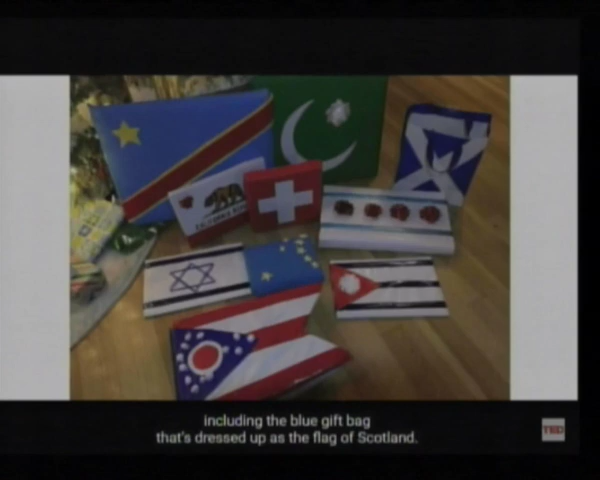 including the blue gift bag
that's dressed up as the flag of Scotland.
TED